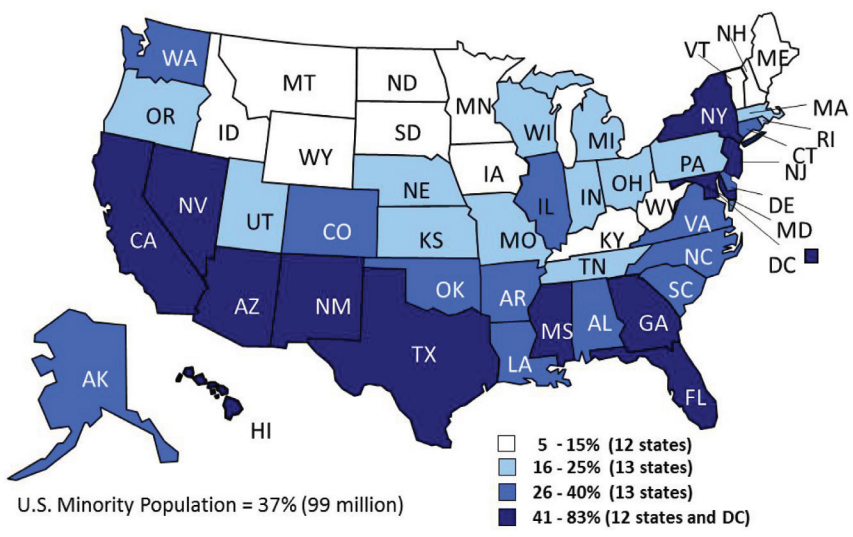 WA
MT
ND
MN
VT
NH
ME
OR
ID
SD
WI
MI
NY
MA
RI
CT
NJ
WY
IA
PA
NE
OH
NV
UT
CO
IL
IN
WV
VA
DE
MD
DC
CA
KS
MO
KY
NC
TN
AZ
NM
OK
AR
SC
MS
AL
GA
TX
LA
AK
FL
HI
5 - 15% (12 states)
16 - 25% (13 states)
26 - 40% (13 states)
41 - 83% (12 states and DC)
U.S. Minority Population = 37% (99 million)